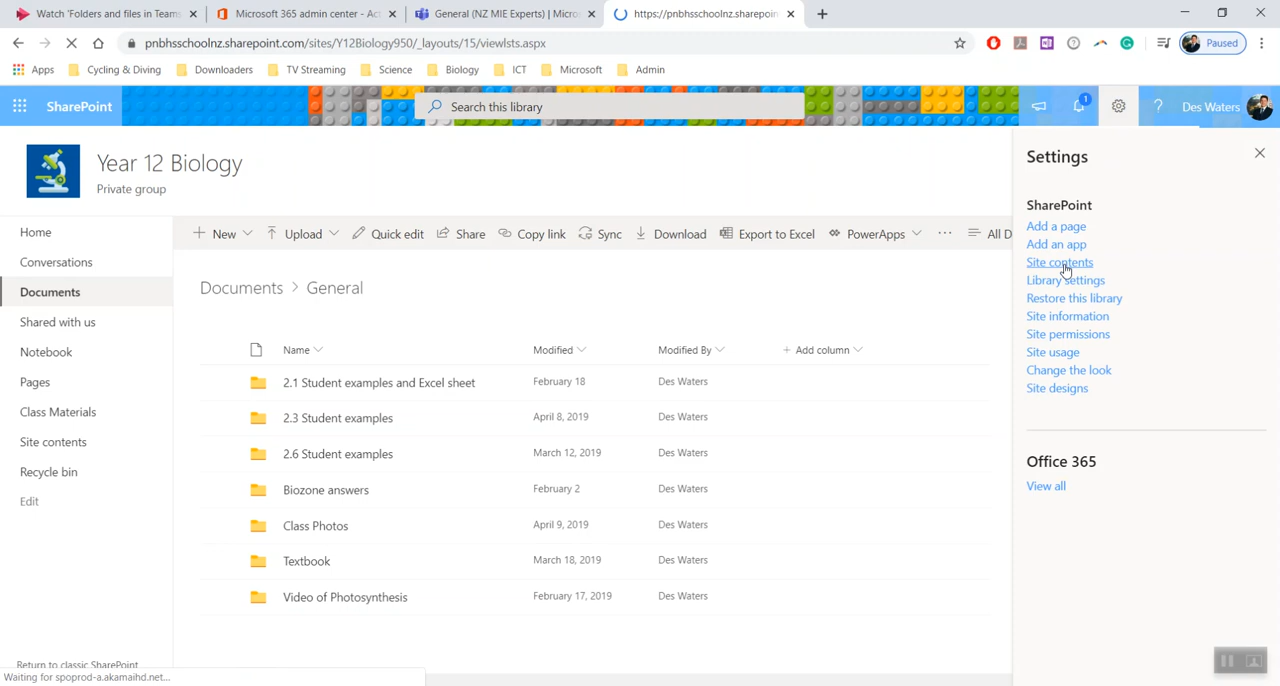 Watch 'Folders and files in Teams
Microsoft 365 admin center - Ac
General (NZ MIE Experts) | Micro
https://pnbhsschoolnz.sharepoin
pnbhsschoolnz.sharepoint.com/sites/Y12Biology950/_layouts/15/viewlsts.aspx
Paused
Apps
Cycling & Diving
Downloaders
TV Streaming
Science
Biology
ICT
Microsoft
Admin
SharePoint
Search this library
1
?
Des Waters
Year 12 Biology
Private group
Home
Conversations
Documents
Shared with us
Notebook
Pages
Class Materials
Site contents
Recycle bin
Edit
Return to classic SharePoint
Waiting for spoprod-a.akamaihd.net...
New
Upload
Quick edit
Share
Copy link
Sync
Download
Export to Excel
PowerApps
···
All D
Documents > General
Name Modified Modified By + Add column
2.1 Student examples and Excel sheet February 18 Des Waters
2.3 Student examples April 8, 2019 Des Waters
2.6 Student examples March 12, 2019 Des Waters
Biozone answers February 2 Des Waters
Class Photos April 9, 2019 Des Waters
Textbook March 18, 2019 Des Waters
Video of Photosynthesis February 17, 2019 Des Waters
Settings
SharePoint
Add a page
Add an app
Site contents
Library settings
Restore this library
Site information
Site permissions
Site usage
Change the look
Site designs
Office 365
View all